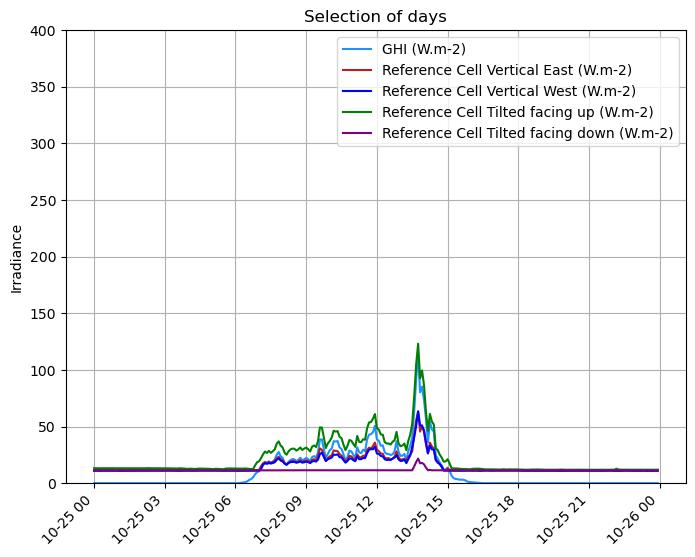 Selection of days
400
350
300
250
200
150
100
50
0
Irradiance
GHI (W.m-2)
Reference Cell Vertical East (W.m-2)
Reference Cell Vertical West (W.m-2)
Reference Cell Tilted facing up (W.m-2)
Reference Cell Tilted facing down (W.m-2)
10-25 00
10-25 03
10-25 06
10-25 09
10-25 12
10-25 15
10-25 18
10-25 21
10-26 00